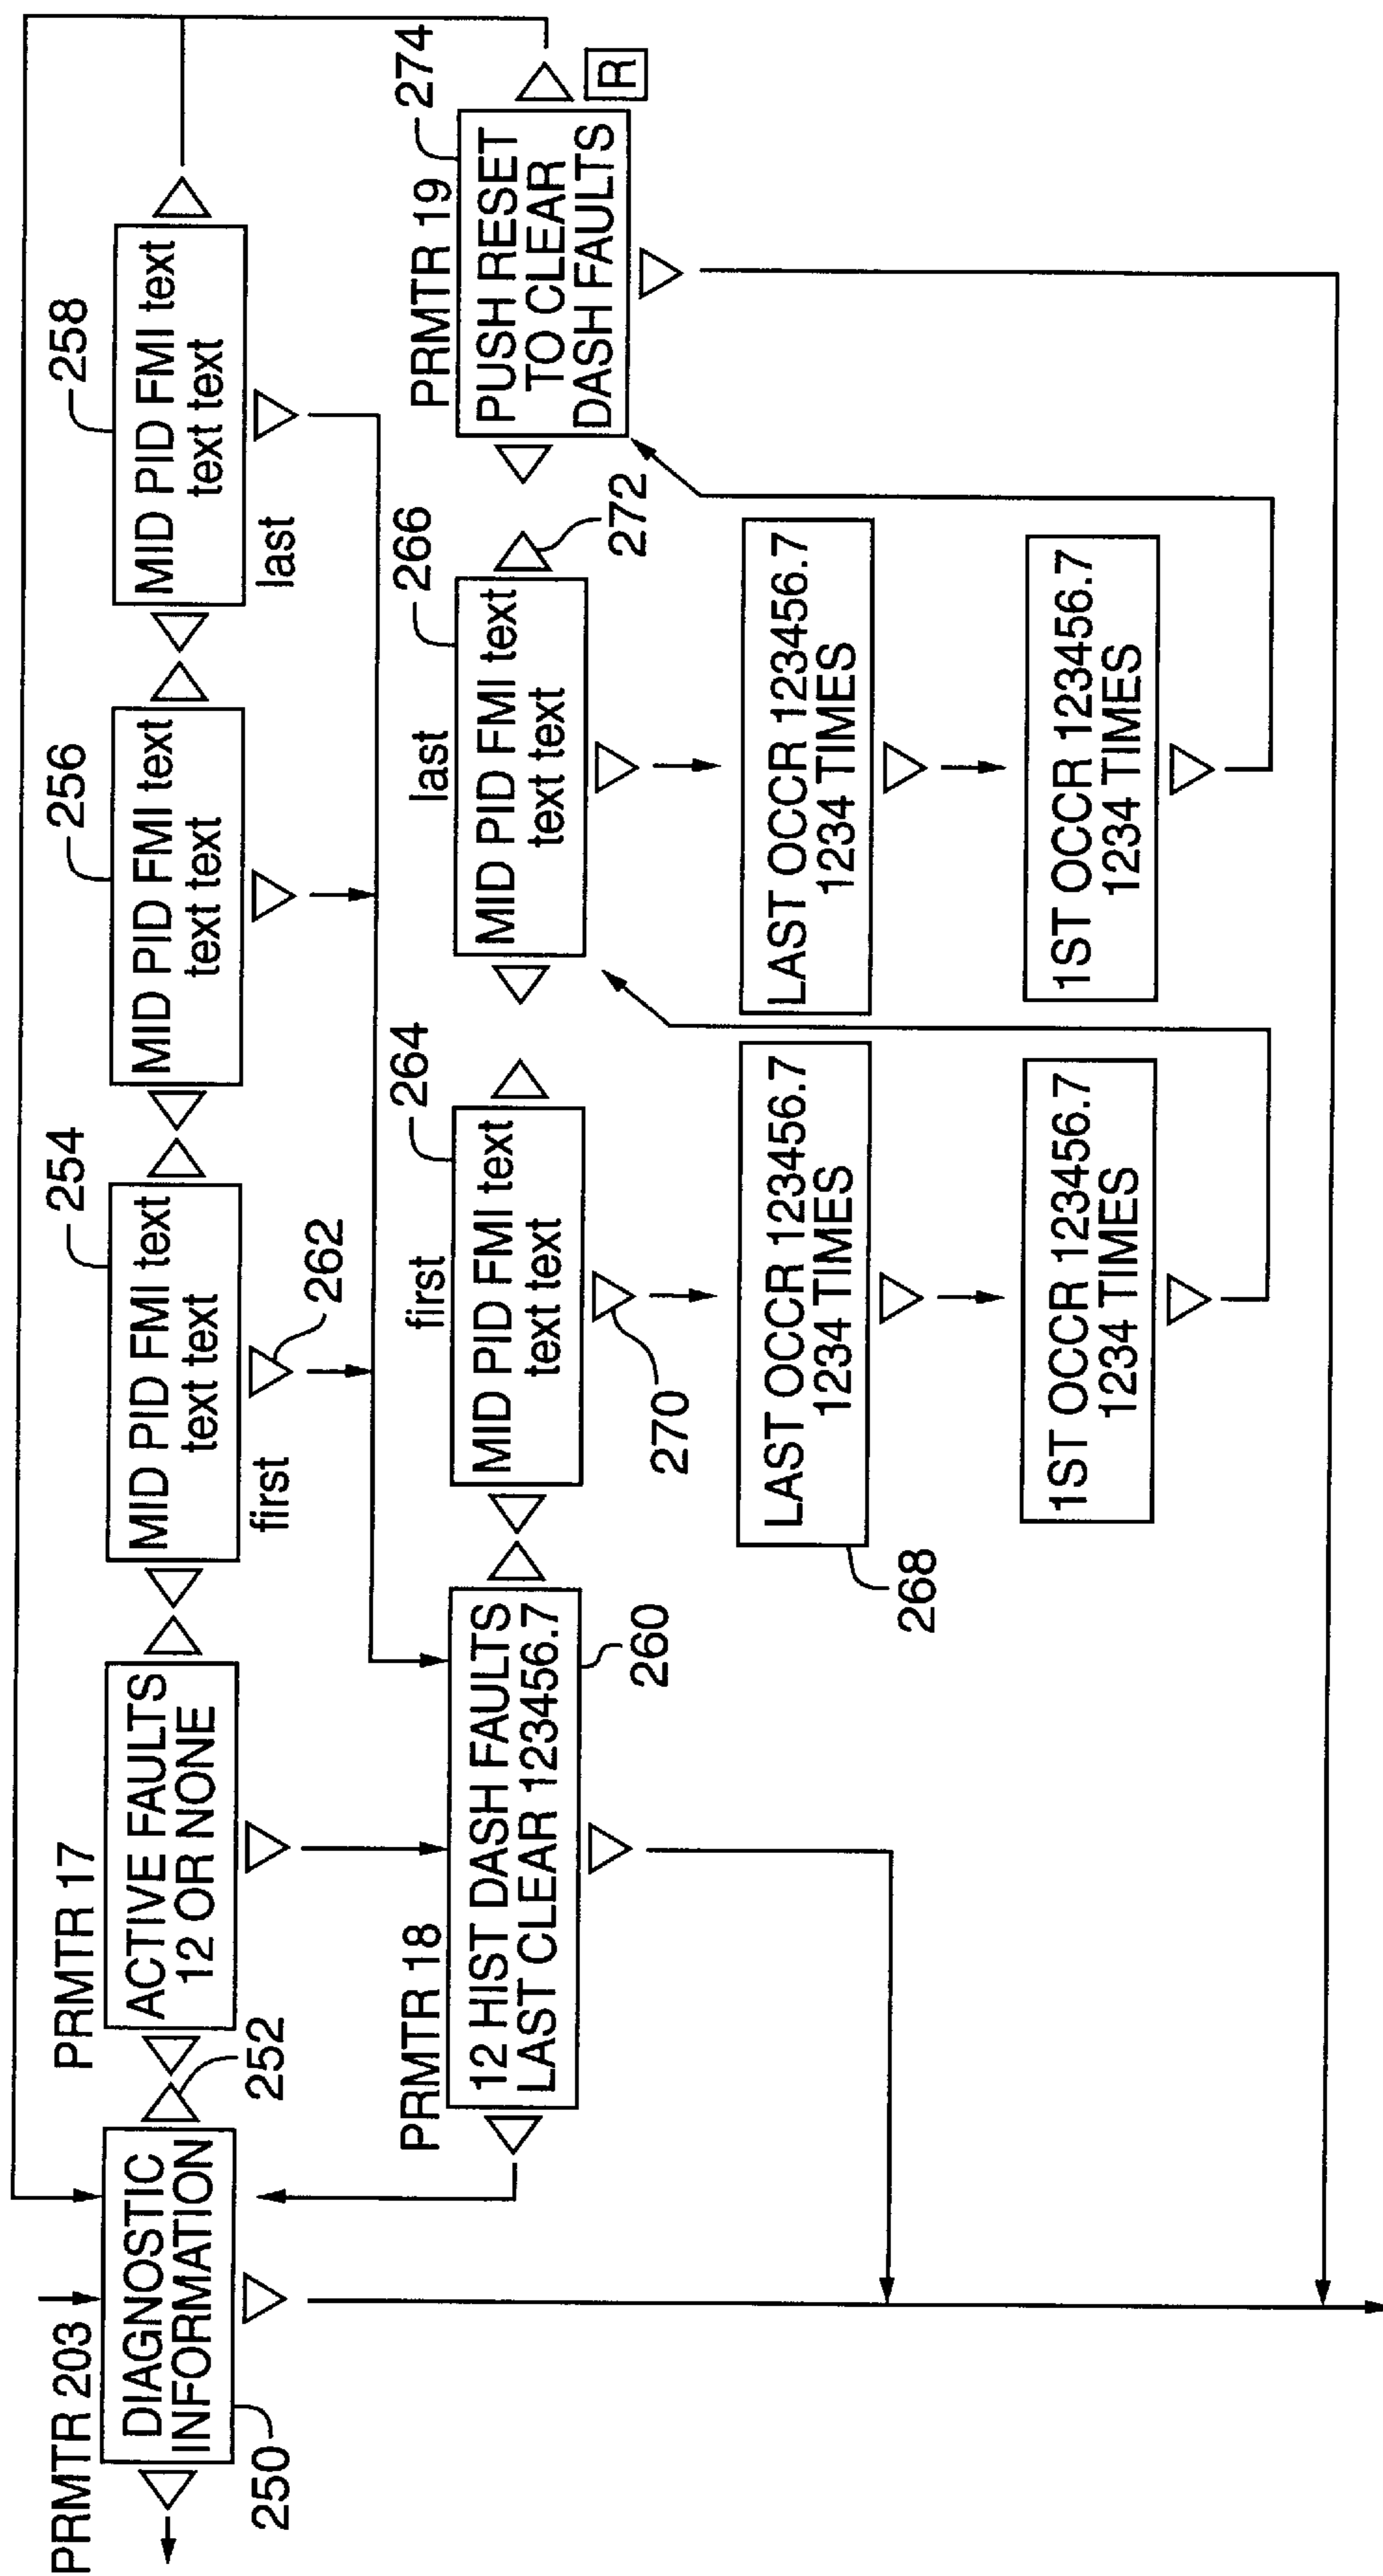 PRMTR 203
DIAGNOSTIC
INFORMATION
250
252
PRMTR 17
ACTIVE FAULTS
12 OR NONE
254
MID PID FMI text
text text
first
262
256
MID PID FMI text
text text
258
MID PID FMI text
text text
last
PRMTR 18
12 HIST DASH FAULTS
LAST CLEAR 123456.7
260
first
264
MID PID FMI text
text text
270
last
266
MID PID FMI text
text text
272
PRMTR 19
274
PUSH RESET
TO CLEAR
DASH FAULTS
R
LAST OCCR 123456.7
1234 TIMES
268
LAST OCCR 123456.7
1234 TIMES
1ST OCCR 123456.7
1234 TIMES
1ST OCCR 123456.7
1234 TIMES